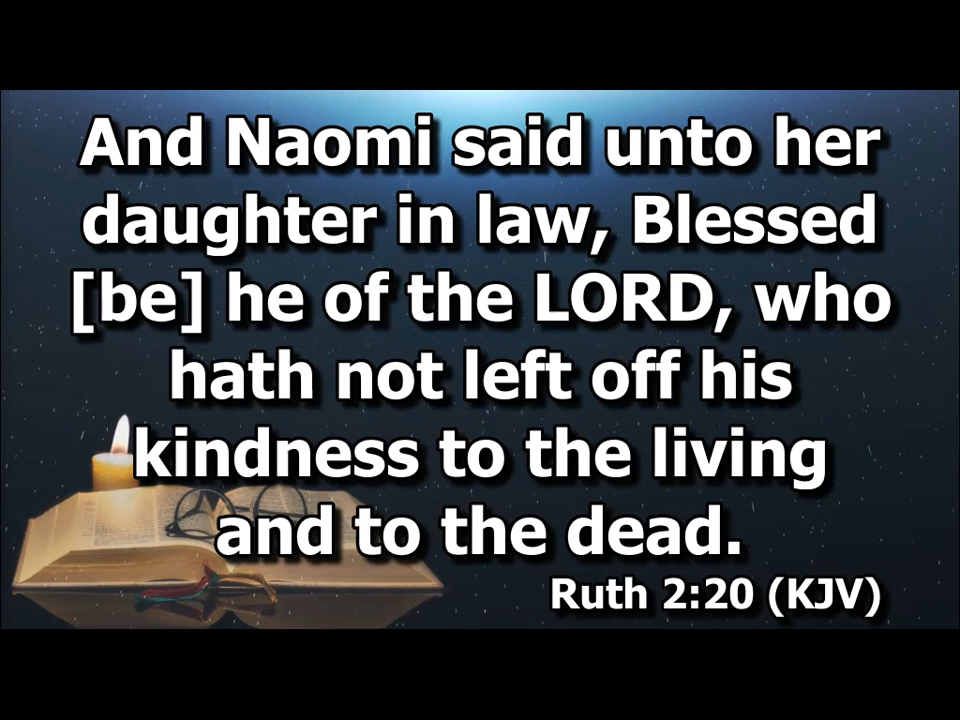 And Naomi said unto her
daughter in law, Blessed
[be] he of the LORD, who
hath not left off his
kindness to the living
and to the dead.
Ruth 2:20 (KJV)